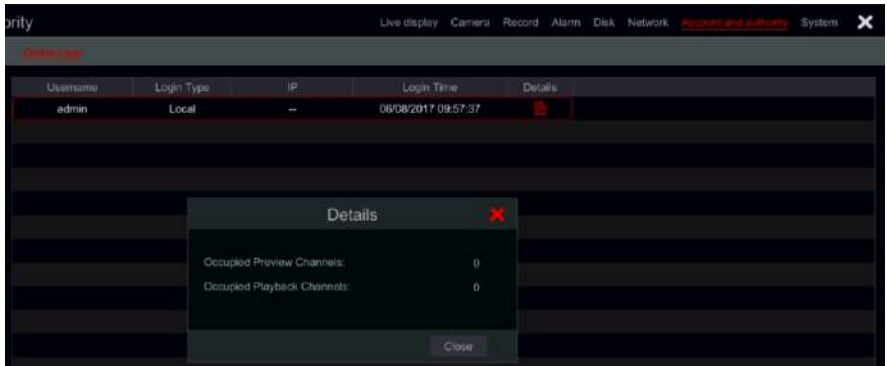 ority Live display Camera Record Alarm Disk Network Account and authority System
Online User
Username Login Type IP Login Time Details
admin Local -- 06/08/2017 09:57:37
Details
Occupied Preview Channels: 0
Occupied Playback Channels: 0
Close